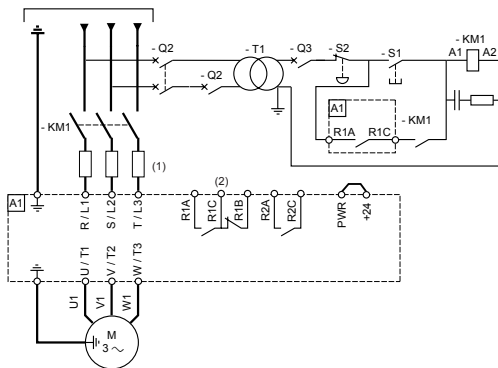 - Q2
- T1
- Q3
- S2
- S1
- KM1
A1
A2
- Q2
A1
- KM1
R1A
R1C
- KM1
(1)
(2)
A1
R / L1
S / L2
T / L3
R1A
R1C
R1B
R2A
R2C
PWR
+24
U / T1
V / T2
W / T3
U1
V1
W1
M
3 ~